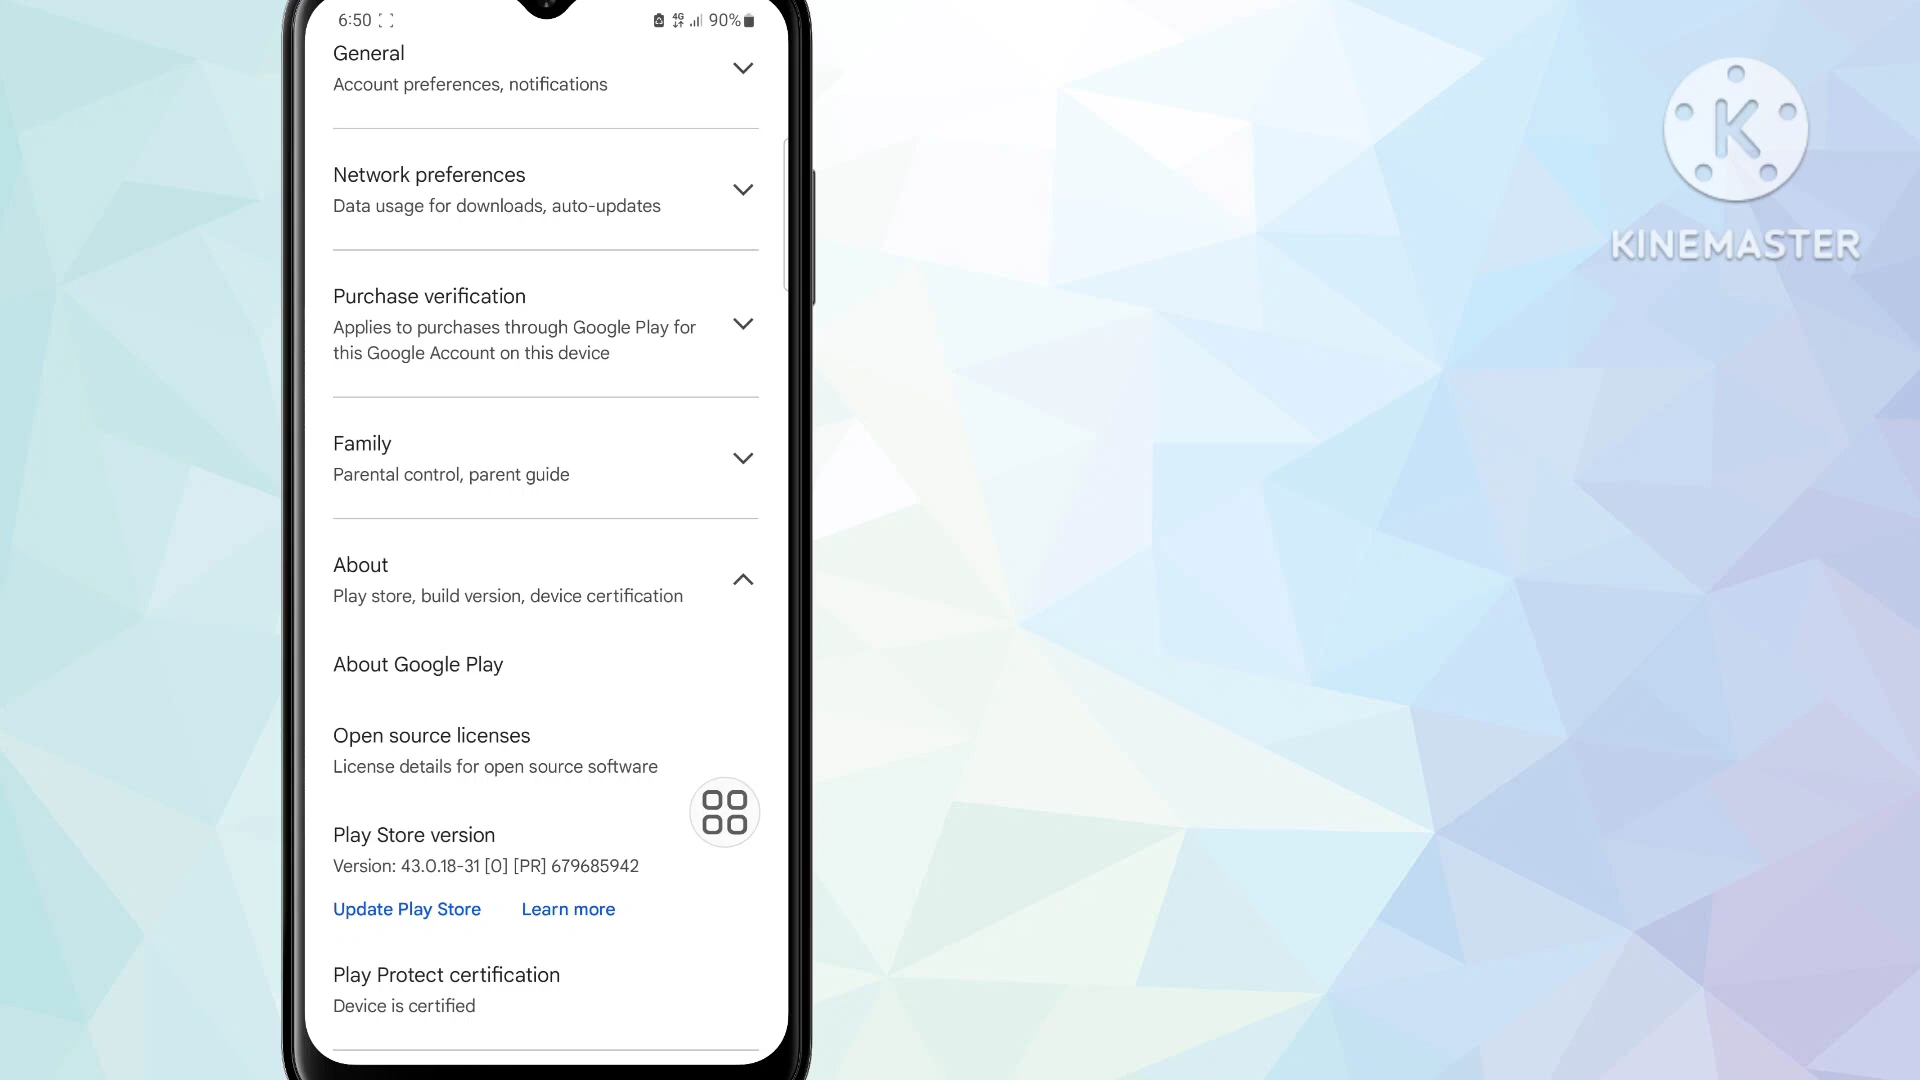 6:50 4G 90%
General
Account preferences, notifications
Network preferences
Data usage for downloads, auto-updates
Purchase verification
Applies to purchases through Google Play for
this Google Account on this device
Family
Parental control, parent guide
About
Play store, build version, device certification
About Google Play
Open source licenses
License details for open source software
Play Store version
Version: 43.0.18-31 [0] [PR] 679685942
Update Play Store Learn more
Play Protect certification
Device is certified
K
KINEMASTER